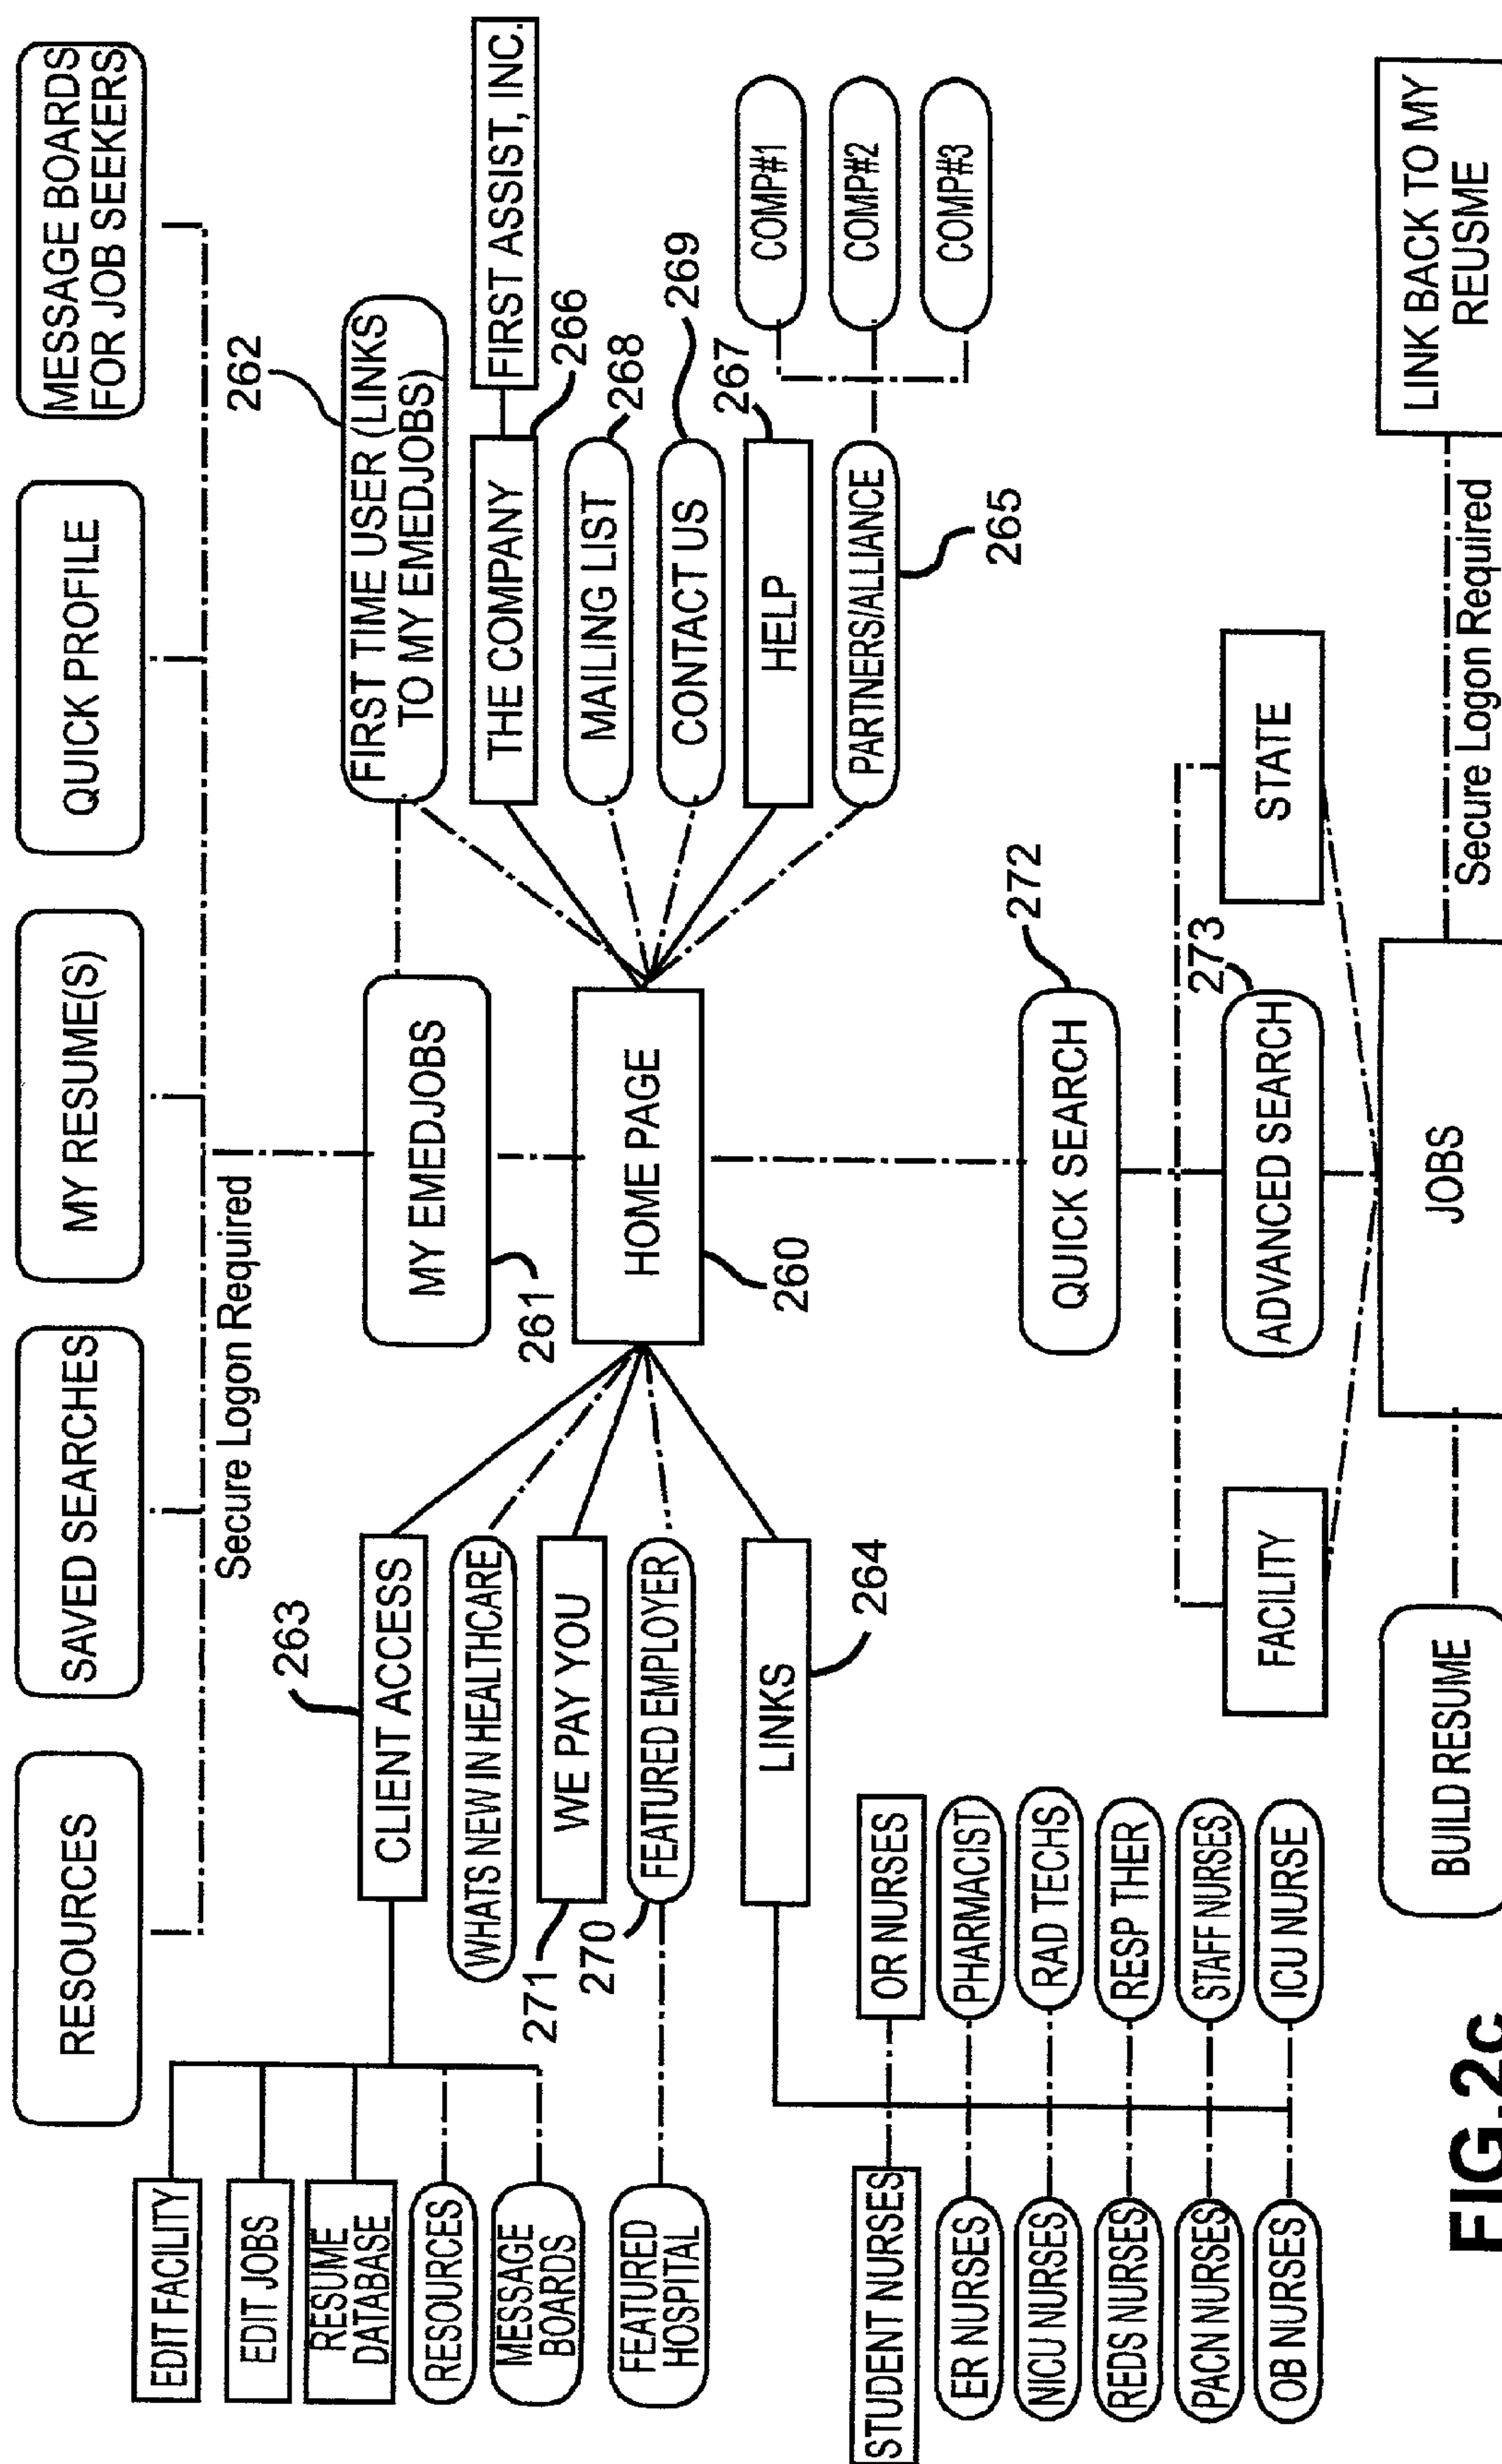 RESOURCES
SAVED SEARCHES
MY RESUME(S)
QUICK PROFILE
MESSAGE BOARDS
FOR JOB SEEKERS
Secure Logon Required
262
MY EMEDJOBS
261
FIRST TIME USER (LINKS
TO MY EMEDJOBS)
HOME PAGE
260
263
CLIENT ACCESS
WHATS NEW IN HEALTHCARE
WE PAY YOU
271
FEATURED EMPLOYER
270
LINKS
264
EDIT FACILITY
EDIT JOBS
RESUME
DATABASE
RESOURCES
MESSAGE
BOARDS
FEATURED
HOSPITAL
THE COMPANY
266
FIRST ASSIST, INC.
MAILING LIST
268
CONTACT US
269
HELP
267
PARTNERS/ALLIANCE
265
COMP#1
COMP#2
COMP#3
STUDENT NURSES
OR NURSES
ER NURSES
PHARMACIST
NICU NURSES
RAD TECHS
REDS NURSES
RESP THER
PACN NURSES
STAFF NURSES
OB NURSES
ICU NURSE
QUICK SEARCH
272
FACILITY
ADVANCED SEARCH
273
STATE
BUILD RESUME
JOBS
Secure Logon Required
LINK BACK TO MY
REUSME
FIG.2c